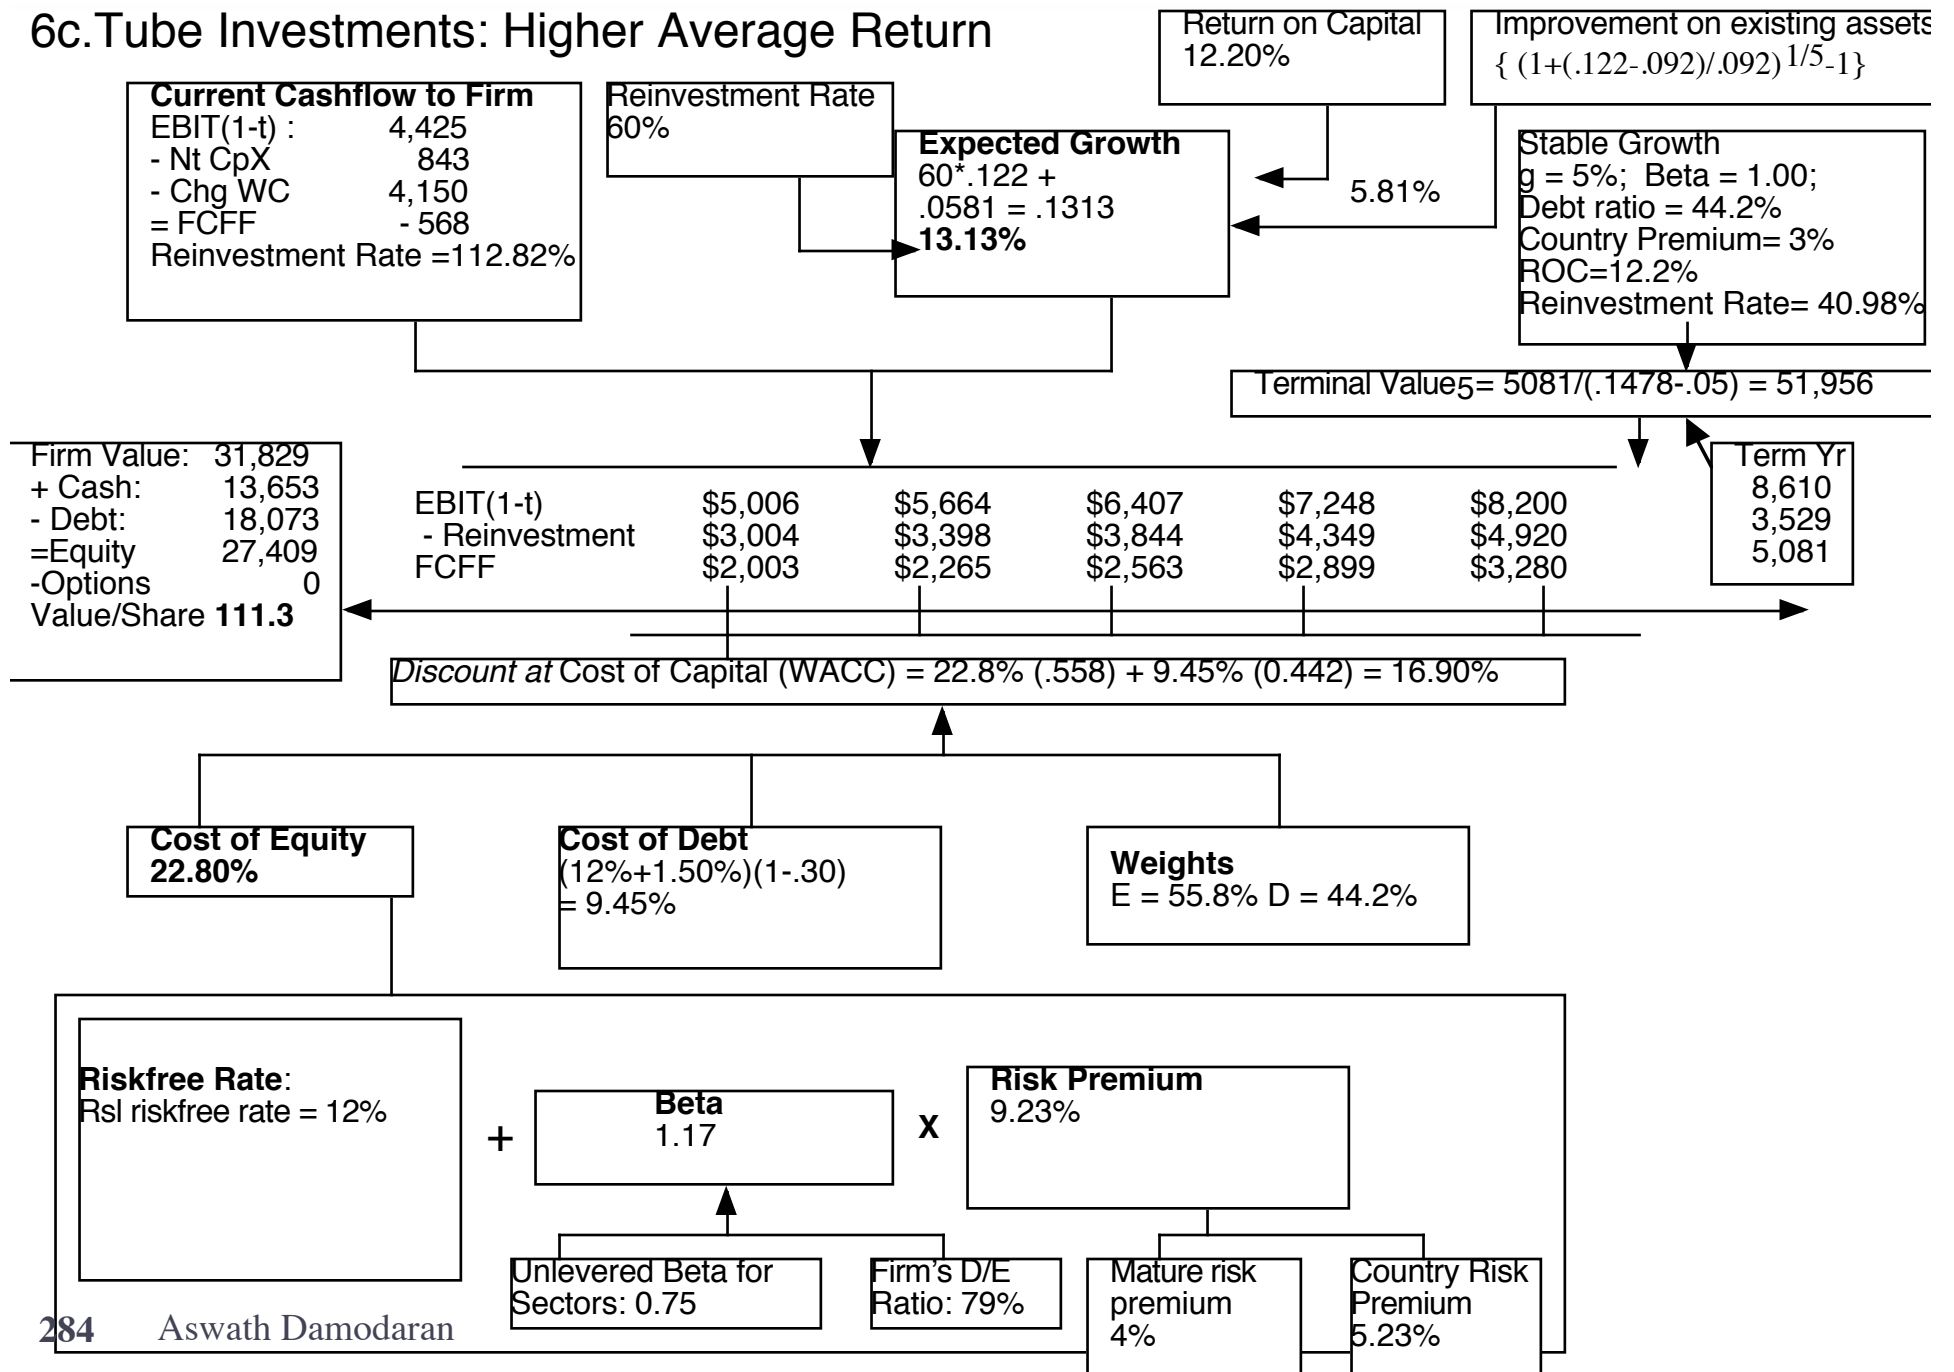 6c.Tube Investments: Higher Average Return
Return on Capital
12.20%
Improvement on existing assets
{ (1+(.122-.092)/.092)1/5-1}
Current Cashflow to Firm
EBIT(1-t) : 4,425
- Nt CpX 843
- Chg WC 4,150
= FCFF - 568
Reinvestment Rate =112.82%
Reinvestment Rate
60%
Expected Growth
60*.122 +
.0581 = .1313
13.13%
5.81%
Stable Growth
g = 5%; Beta = 1.00;
Debt ratio = 44.2%
Country Premium= 3%
ROC=12.2%
Reinvestment Rate= 40.98%
Terminal Value5= 5081/(.1478-.05) = 51,956
Firm Value: 31,829
+ Cash: 13,653
- Debt: 18,073
=Equity 27,409
-Options 0
Value/Share 111.3
EBIT(1-t) $5,006 $5,664 $6,407 $7,248 $8,200
- Reinvestment $3,004 $3,398 $3,844 $4,349 $4,920
FCFF $2,003 $2,265 $2,563 $2,899 $3,280
Term Yr
8,610
3,529
5,081
Discount at Cost of Capital (WACC) = 22.8% (.558) + 9.45% (0.442) = 16.90%
Cost of Equity
22.80%
Cost of Debt
(12%+1.50%)(1-.30)
= 9.45%
Weights
E = 55.8% D = 44.2%
Riskfree Rate:
Rsl riskfree rate = 12%
+
Beta
1.17
X
Risk Premium
9.23%
Unlevered Beta for
Sectors: 0.75
Firm's D/E
Ratio: 79%
Mature risk
premium
4%
Country Risk
Premium
5.23%
284 Aswath Damodaran